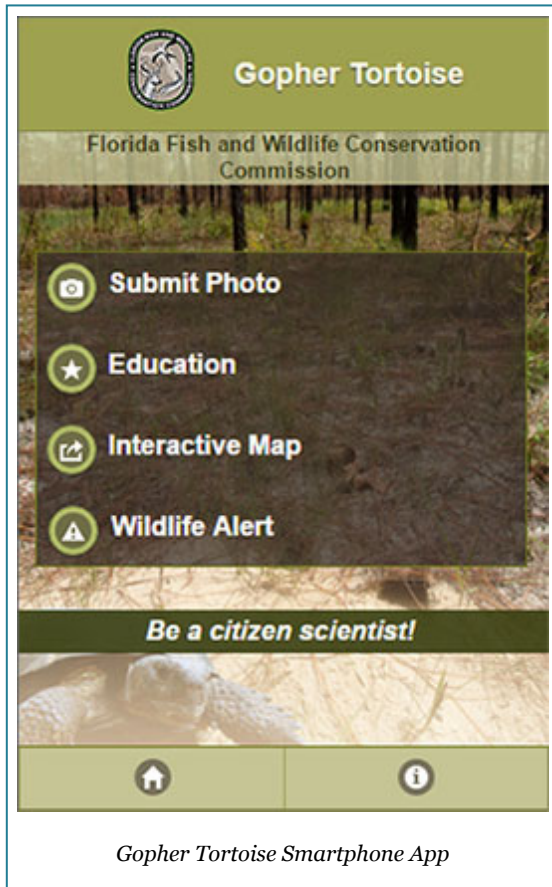 Gopher Tortoise
Florida Fish and Wildlife Conservation
Commission
Submit Photo
Education
Interactive Map
Wildlife Alert
Be a citizen scientist!
Gopher Tortoise Smartphone App